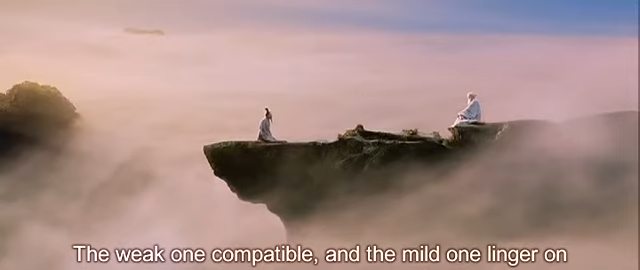 The weak one compatible, and the mild one linger on